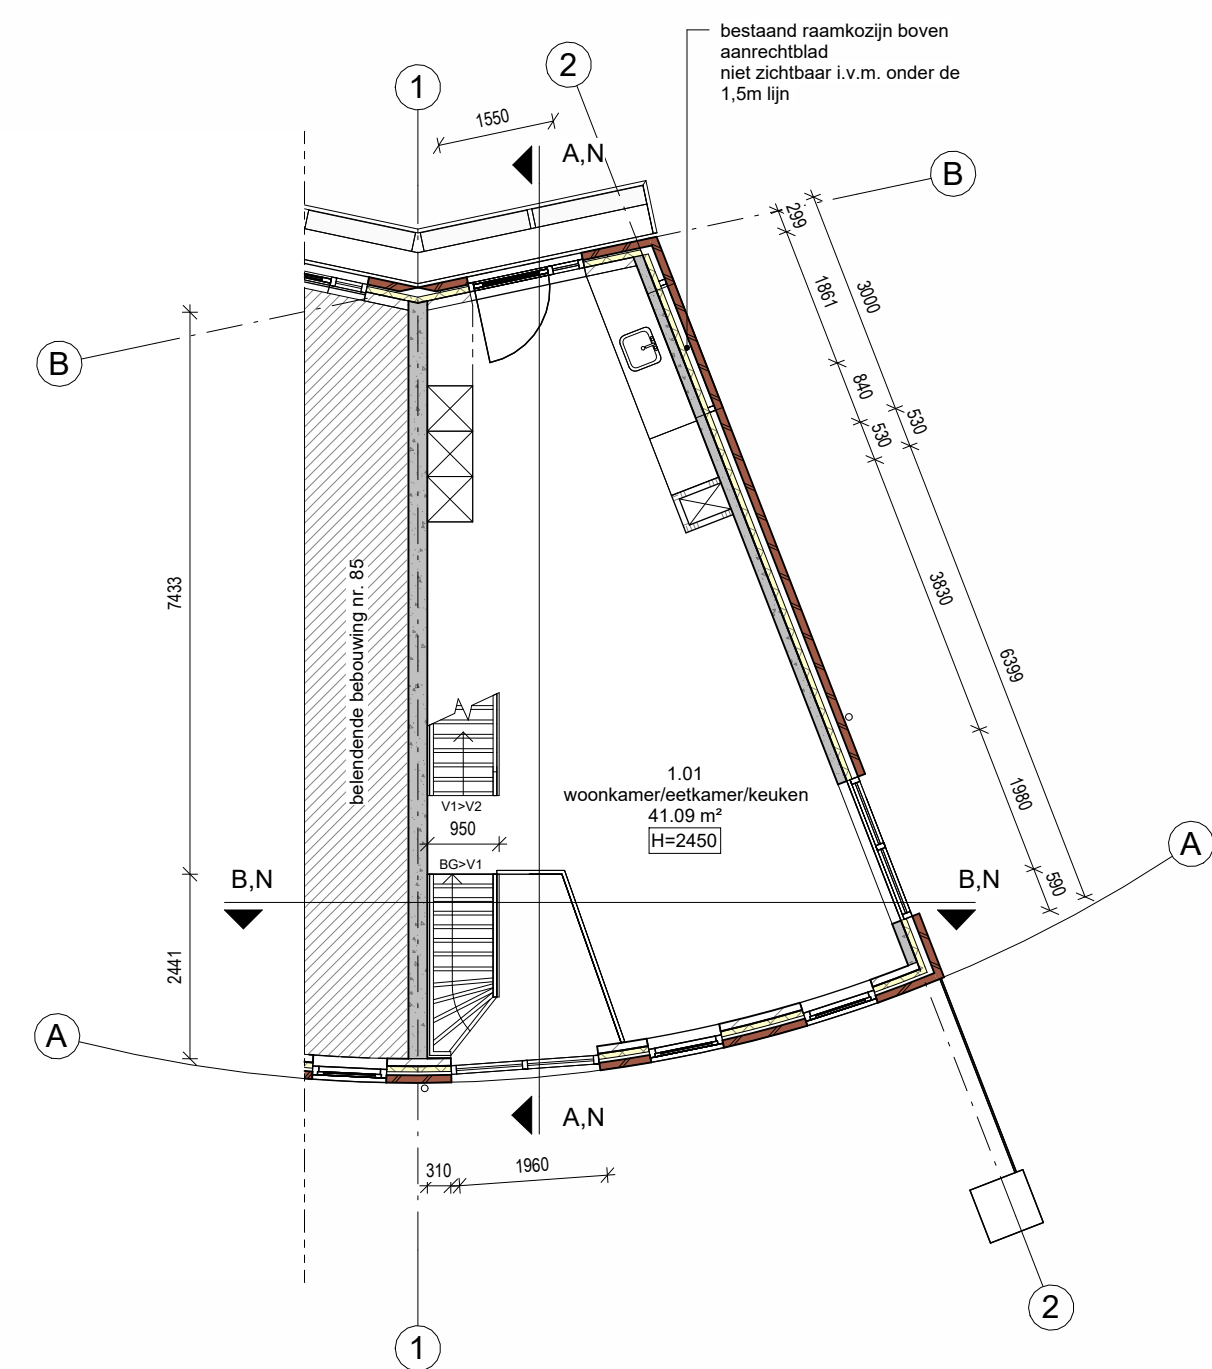 bestaand raamkozijn boven
aanrechtblad
niet zichtbaar i.v.m. onder de
1,5m lijn
2
1
1550
A,N
B
299
1861
3000
840
530
530
B
7433
belendende bebouwing nr. 85
3830
6399
1.01
woonkamer/eetkamer/keuken
41.09 m²
H=2450
V1>V2
950
BG>V1
1980
590
A
B,N
B,N
2441
A
A,N
310
1960
2
1